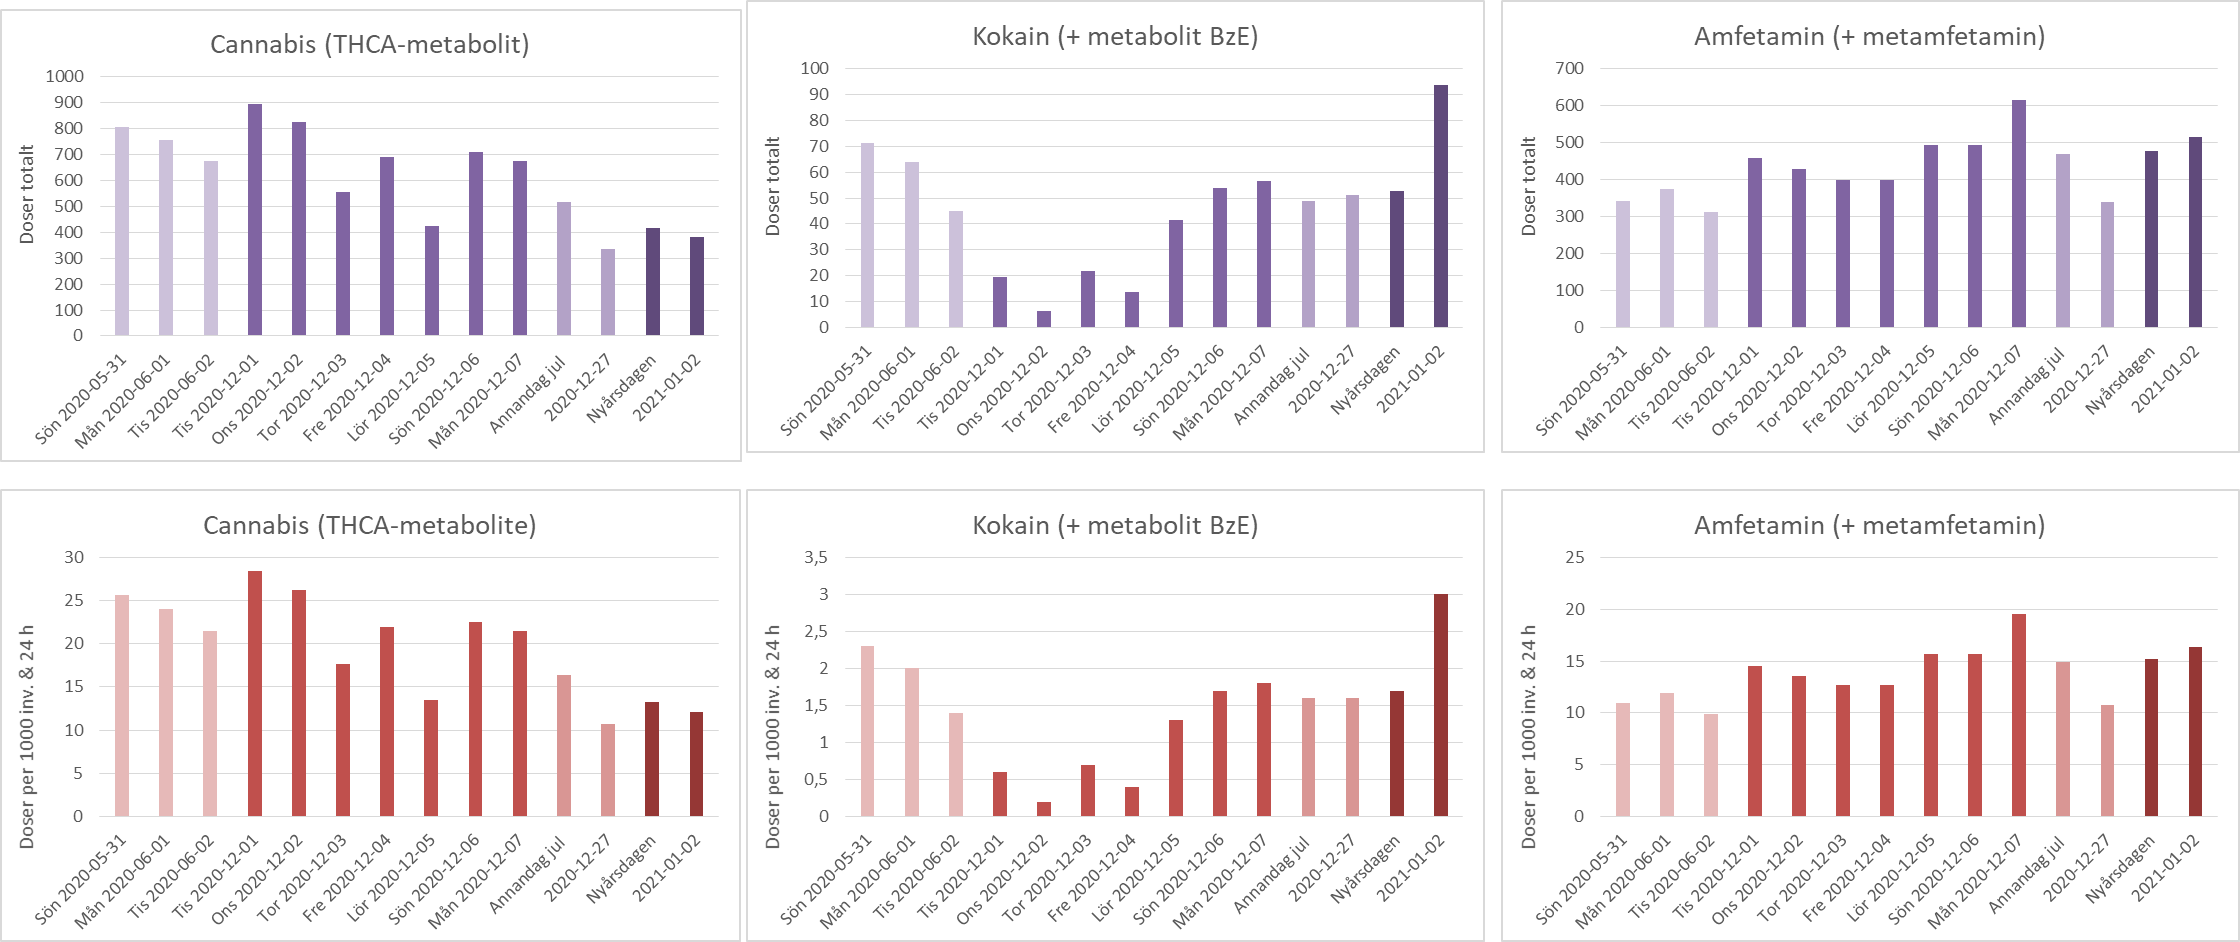 Cannabis (THCA-metabolit)
Doser totalt
1000
900
800
700
600
500
400
300
200
100
0
Sön 2020-05-31
Mån 2020-06-01
Tis 2020-06-02
Tis 2020-12-01
Ons 2020-12-02
Tor 2020-12-03
Fre 2020-12-04
Lör 2020-12-05
Sön 2020-12-06
Mån 2020-12-07
Annandag jul
2020-12-27
Nyårsdagen
2021-01-02
Kokain (+ metabolit BzE)
Doser totalt
100
90
80
70
60
50
40
30
20
10
0
Sön 2020-05-31
Mån 2020-06-01
Tis 2020-06-02
Tis 2020-12-01
Ons 2020-12-02
Tor 2020-12-03
Fre 2020-12-04
Lör 2020-12-05
Sön 2020-12-06
Mån 2020-12-07
Annandag jul
2020-12-27
Nyårsdagen
2021-01-02
Amfetamin (+ metamfetamin)
Doser totalt
700
600
500
400
300
200
100
0
Sön 2020-05-31
Mån 2020-06-01
Tis 2020-06-02
Tis 2020-12-01
Ons 2020-12-02
Tor 2020-12-03
Fre 2020-12-04
Lör 2020-12-05
Sön 2020-12-06
Mån 2020-12-07
Annandag jul
2020-12-27
Nyårsdagen
2021-01-02
Cannabis (THCA-metabolite)
Doser per 1000 inv. & 24 h
30
25
20
15
10
5
0
Sön 2020-05-31
Mån 2020-06-01
Tis 2020-06-02
Tis 2020-12-01
Ons 2020-12-02
Tor 2020-12-03
Fre 2020-12-04
Lör 2020-12-05
Sön 2020-12-06
Mån 2020-12-07
Annandag jul
2020-12-27
Nyårsdagen
2021-01-02
Kokain (+ metabolit BzE)
Doser per 1000 inv. & 24 h
3,5
3
2,5
2
1,5
1
0,5
0
Sön 2020-05-31
Mån 2020-06-01
Tis 2020-06-02
Tis 2020-12-01
Ons 2020-12-02
Tor 2020-12-03
Fre 2020-12-04
Lör 2020-12-05
Sön 2020-12-06
Mån 2020-12-07
Annandag jul
2020-12-27
Nyårsdagen
2021-01-02
Amfetamin (+ metamfetamin)
Doser per 1000 inv. & 24 h
25
20
15
10
5
0
Sön 2020-05-31
Mån 2020-06-01
Tis 2020-06-02
Tis 2020-12-01
Ons 2020-12-02
Tor 2020-12-03
Fre 2020-12-04
Lör 2020-12-05
Sön 2020-12-06
Mån 2020-12-07
Annandag jul
2020-12-27
Nyårsdagen
2021-01-02